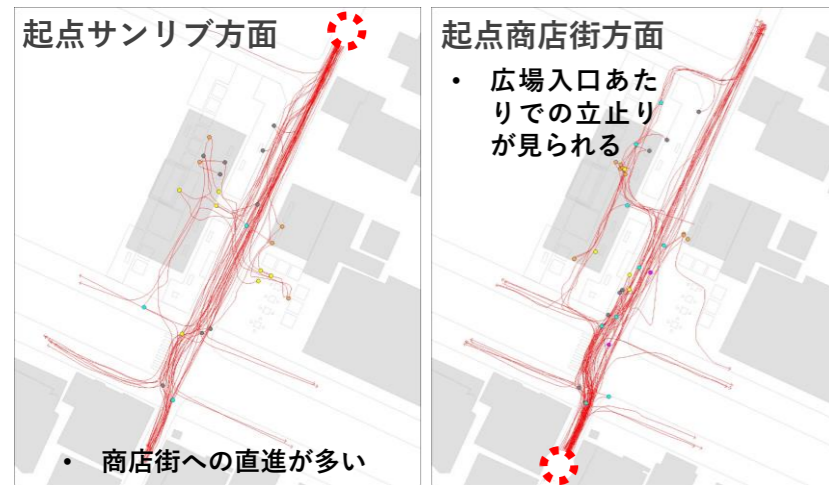 起点サンリブ方面
• 商店街への直進が多い
起点商店街方面
• 広場入口あた
りでの立止り
が見られる